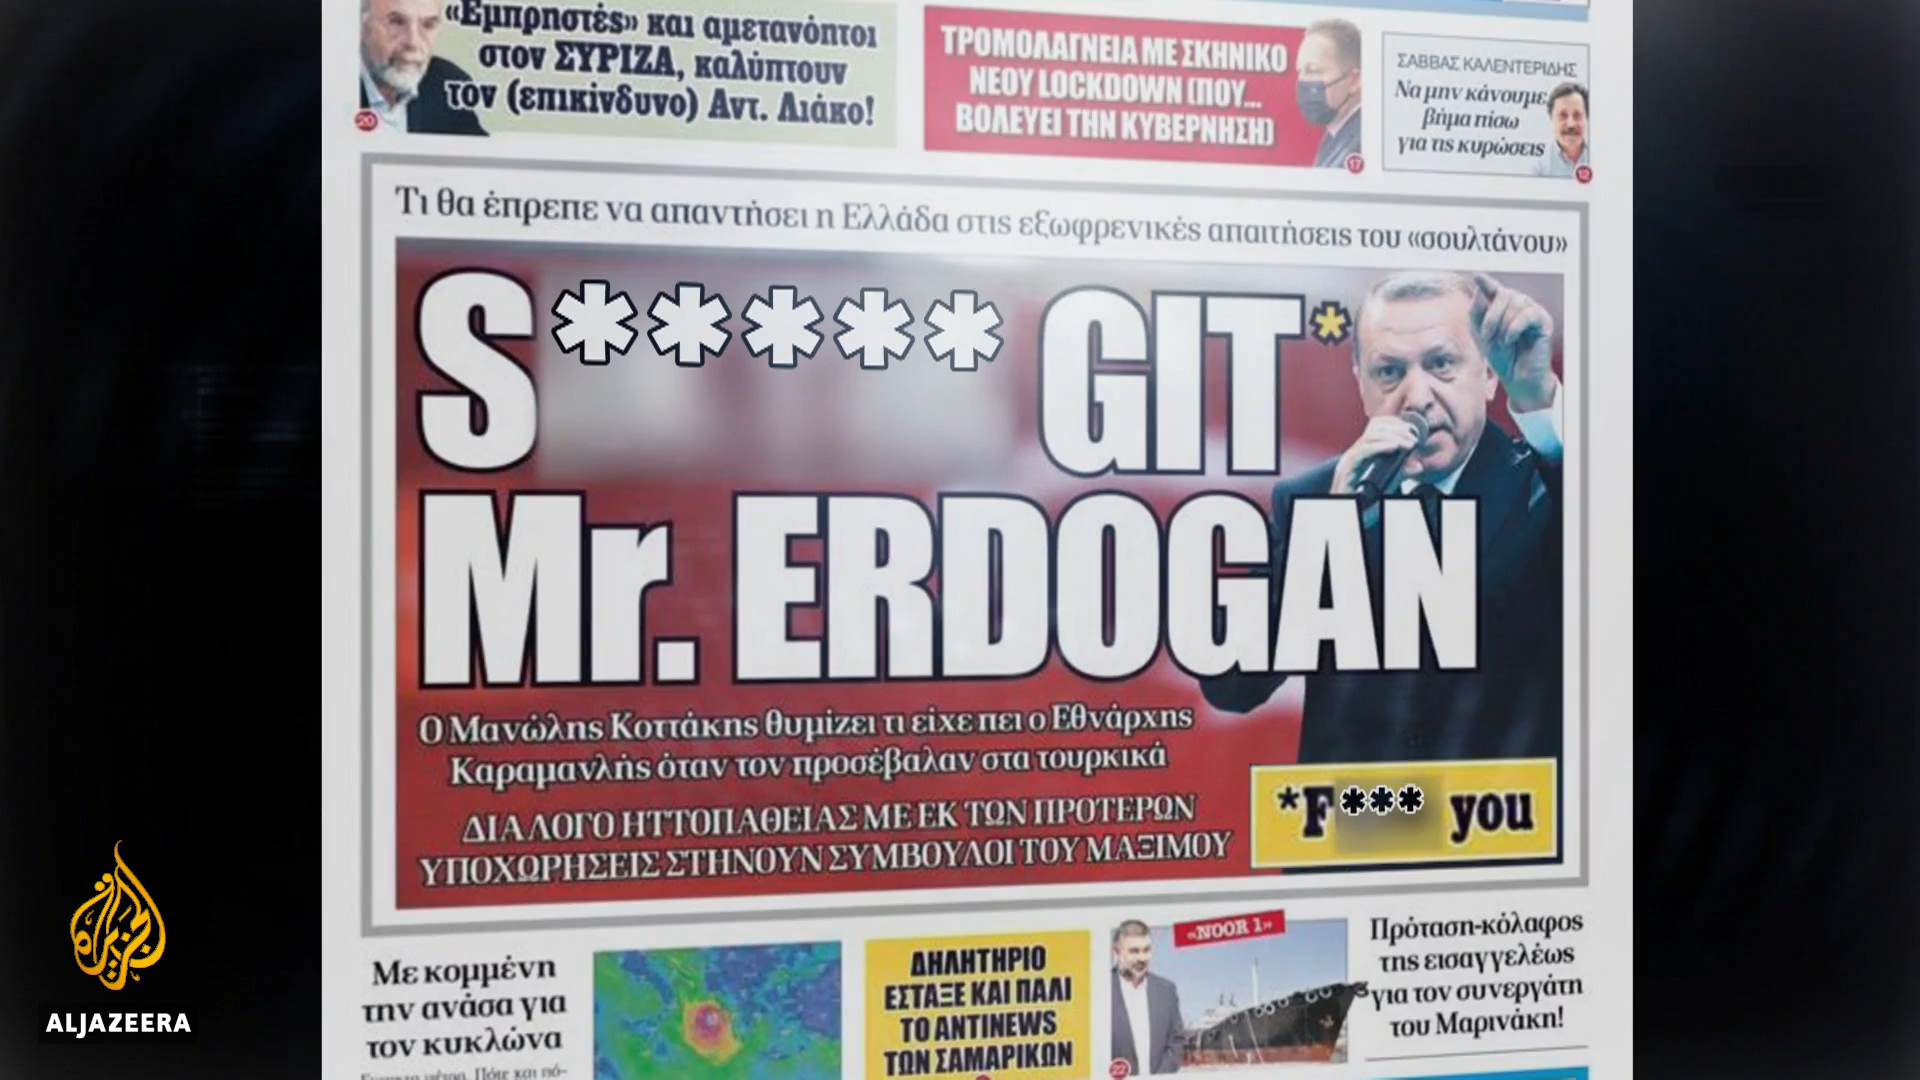 «Εμπρηστές» και αμετανόητοι
στον ΣΥΡΙΖΑ, καλύπτουν
τον (επικίνδυνο) Αντ. Λιάκο!
20
ΤΡΟΜΟΛΑΓΝΕΙΑ ΜΕ ΣΚΗΝΙΚΟ
ΝΕΟΥ LOCKDOWN (ΠΟΥ...
ΒΟΛΕΥΕΙ ΤΗΝ ΚΥΒΕΡΝΗΣΗ)
17
ΣΑΒΒΑΣ ΚΑΛΕΝΤΕΡΙΔΗΣ
Να μην κάνουμε
βήμα πίσω
για τις κυρώσεις
12
Τι θα έπρεπε να απαντήσει η Ελλάδα στις εξωφρενικές απαιτήσεις του «σουλτάνου»
S***** GIT*
Mr. ERDOGAN
Ο Μανώλης Κοττάκης θυμίζει τι είχε πει ο Εθνάρχης
Καραμανλής όταν τον προσέβαλαν στα τουρκικά
ΔΙΑΛΟΓΟ ΗΤΤΟΠΑΘΕΙΑΣ ΜΕ ΕΚ ΤΩΝ ΠΡΟΤΕΡΩΝ
ΥΠΟΧΩΡΗΣΕΙΣ ΣΤΗΝΟΥΝ ΣΥΜΒΟΥΛΟΙ ΤΟΥ ΜΑΞΙΜΟΥ
*F*** you
Με κομμένη
την ανάσα για
τον κυκλώνα
ΔΗΛΗΤΗΡΙΟ
ΕΣΤΑΞΕ ΚΑΙ ΠΑΛΙ
ΤΟ ANTINEWS
ΤΩΝ ΣΑΜΑΡΙΚΩΝ
«NOOR 1»
22
Πρόταση-κόλαφος
της εισαγγελέως
για τον συνεργάτη
του Μαρινάκη!
ALJAZEERA